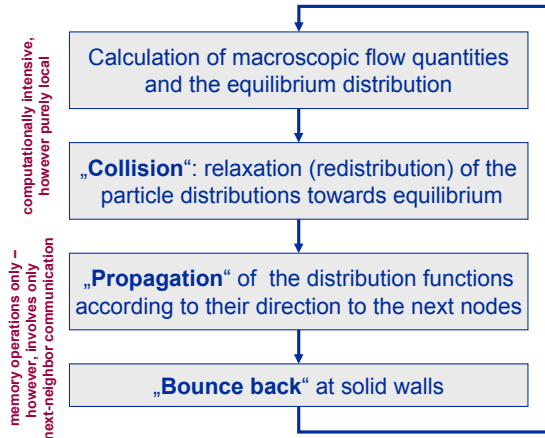 computationally intensive,
however purely local
Calculation of macroscopic flow quantities
and the equilibrium distribution
„Collision“: relaxation (redistribution) of the
particle distributions towards equilibrium
memory operations only –
however, involves only
next-neighbor communication
„Propagation“ of the distribution functions
according to their direction to the next nodes
„Bounce back“ at solid walls